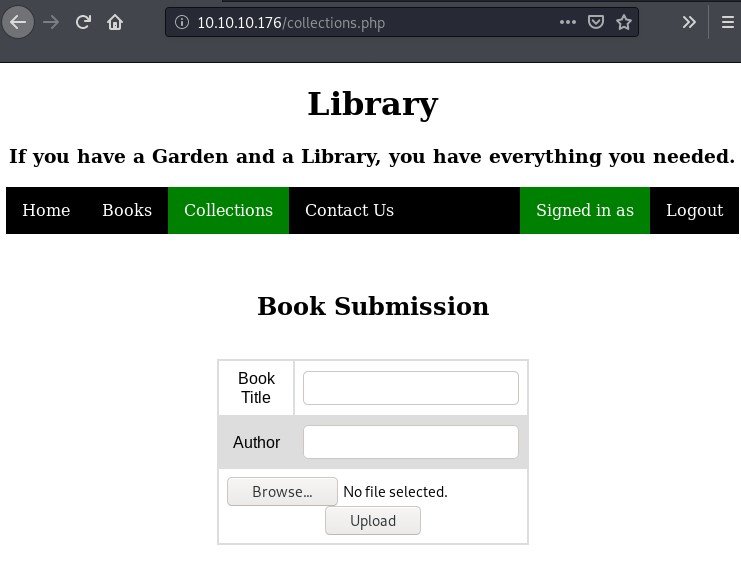 10.10.10.176/collections.php
Library
If you have a Garden and a Library, you have everything you needed.
Home Books Collections Contact Us Signed in as Logout
Book Submission
Book
Title
Author
Browse... No file selected.
Upload